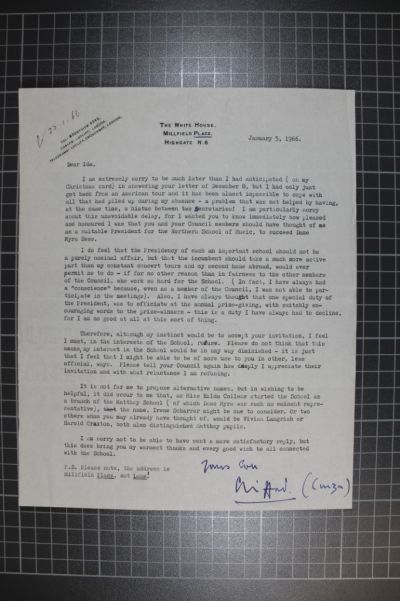 27.1.66
THE WHITE HOUSE,
MILLFIELD PLACE,
HIGHGATE N.6
January 5, 1966.
Dear Ida,
I am extremely sorry to be much later than I had anticipated ( on my
Christmas card) in answering your letter of December 8, but I had only just
got back from an American tour and it has been almost impossible to cope with
all that had piled up during my absence - a problem that was not helped by having,
at the same time, a hiatus between two Secretaries! I am particularly sorry
about this unavoidable delay, for I wanted you to know immediately how pleased
and honoured I was that you and your Council members should have thought of me
as a suitable President for the Northern School of Music, to succeed Dame
Myra Hess.
I do feel that the Presidency of such an important school should not be
a purely nominal affair, but that the incumbent should take a much more active
part than my constant concert tours and my second home abroad, would ever
permit me to do - if for no other reason than in fairness to the other members
of the Council, who work so hard for the School. ( In fact, I have always had
a "conscience" because, even as a member of the Council, I was not able to par-
ticipate in the meetings). Also, I have always thought that one special duty of
the President, was to officiate at the annual prize-giving, with suitably en-
couraging words to the prize-winners - this is a duty I have always had to decline,
for I am no good at all at this sort of thing.
Therefore, although my instinct would be to accept your invitation, I feel
I must, in the interests of the School, refuse. Please do not think that this
means my interest in the School would be in any way diminished - it is just
that I feel that I might be able to be of more use to you in other, less
official, ways. Please tell your Council again how deeply I appreciate their
invitation and with what reluctance I am refusing.
It is not for me to propose alternative names, but in wishing to be
helpful, it did occur to me that, as Miss Hilda Collens started the School as
a branch of the Matthay School ( of which Dame Myra was such an eminent repre-
sentative), the name, Irene Scharrer might be one to consider. Or two
others whom you may already have thought of, would be Vivian Langrish or
Harold Craxton, both also distinguished Matthay pupils.
I am sorry not to be able to have sent a more satisfactory reply, but
this does bring you my warmest thanks and every good wish to all connected
with the School.
P.S. Please note, the address is
Millfield Place, not Lane!
Yours ever
Clifford. (Curzon)